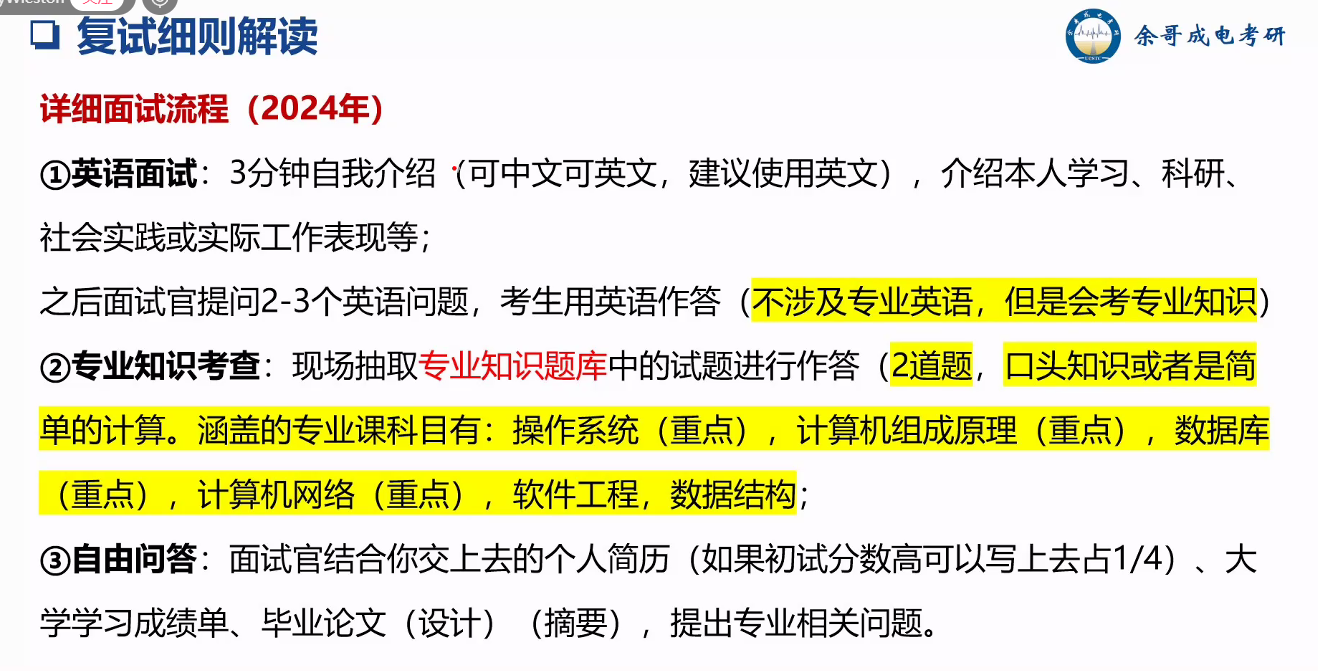 关注
复试细则解读
余哥成电考研
详细面试流程（2024年）
①英语面试：3分钟自我介绍（可中文可英文，建议使用英文），介绍本人学习、科研、
社会实践或实际工作表现等；
之后面试官提问2-3个英语问题，考生用英语作答（不涉及专业英语，但是会考专业知识）
②专业知识考查：现场抽取专业知识题库中的试题进行作答（2道题，口头知识或者是简
单的计算。涵盖的专业课科目有：操作系统（重点），计算机组成原理（重点），数据库
（重点），计算机网络（重点），软件工程，数据结构；
③自由问答：面试官结合你交上去的个人简历（如果初试分数高可以写上去占1/4）、大
学学习成绩单、毕业论文（设计）（摘要），提出专业相关问题。